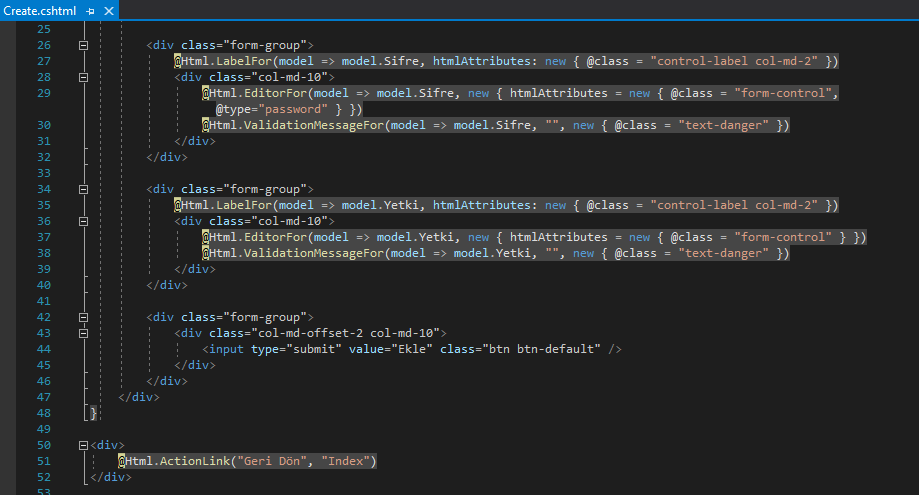 Create.cshtml
25
26 <div class="form-group">
27 @Html.LabelFor(model => model.Sifre, htmlAttributes: new { @class = "control-label col-md-2" })
28 <div class="col-md-10">
29 @Html.EditorFor(model => model.Sifre, new { htmlAttributes = new { @class = "form-control",
@type="password" } })
30 @Html.ValidationMessageFor(model => model.Sifre, "", new { @class = "text-danger" })
31 </div>
32 </div>
33
34 <div class="form-group">
35 @Html.LabelFor(model => model.Yetki, htmlAttributes: new { @class = "control-label col-md-2" })
36 <div class="col-md-10">
37 @Html.EditorFor(model => model.Yetki, new { htmlAttributes = new { @class = "form-control" } })
38 @Html.ValidationMessageFor(model => model.Yetki, "", new { @class = "text-danger" })
39 </div>
40 </div>
41
42 <div class="form-group">
43 <div class="col-md-offset-2 col-md-10">
44 <input type="submit" value="Ekle" class="btn btn-default" />
45 </div>
46 </div>
47 </div>
48 }
49
50 <div>
51 @Html.ActionLink("Geri Dön", "Index")
52 </div>
53